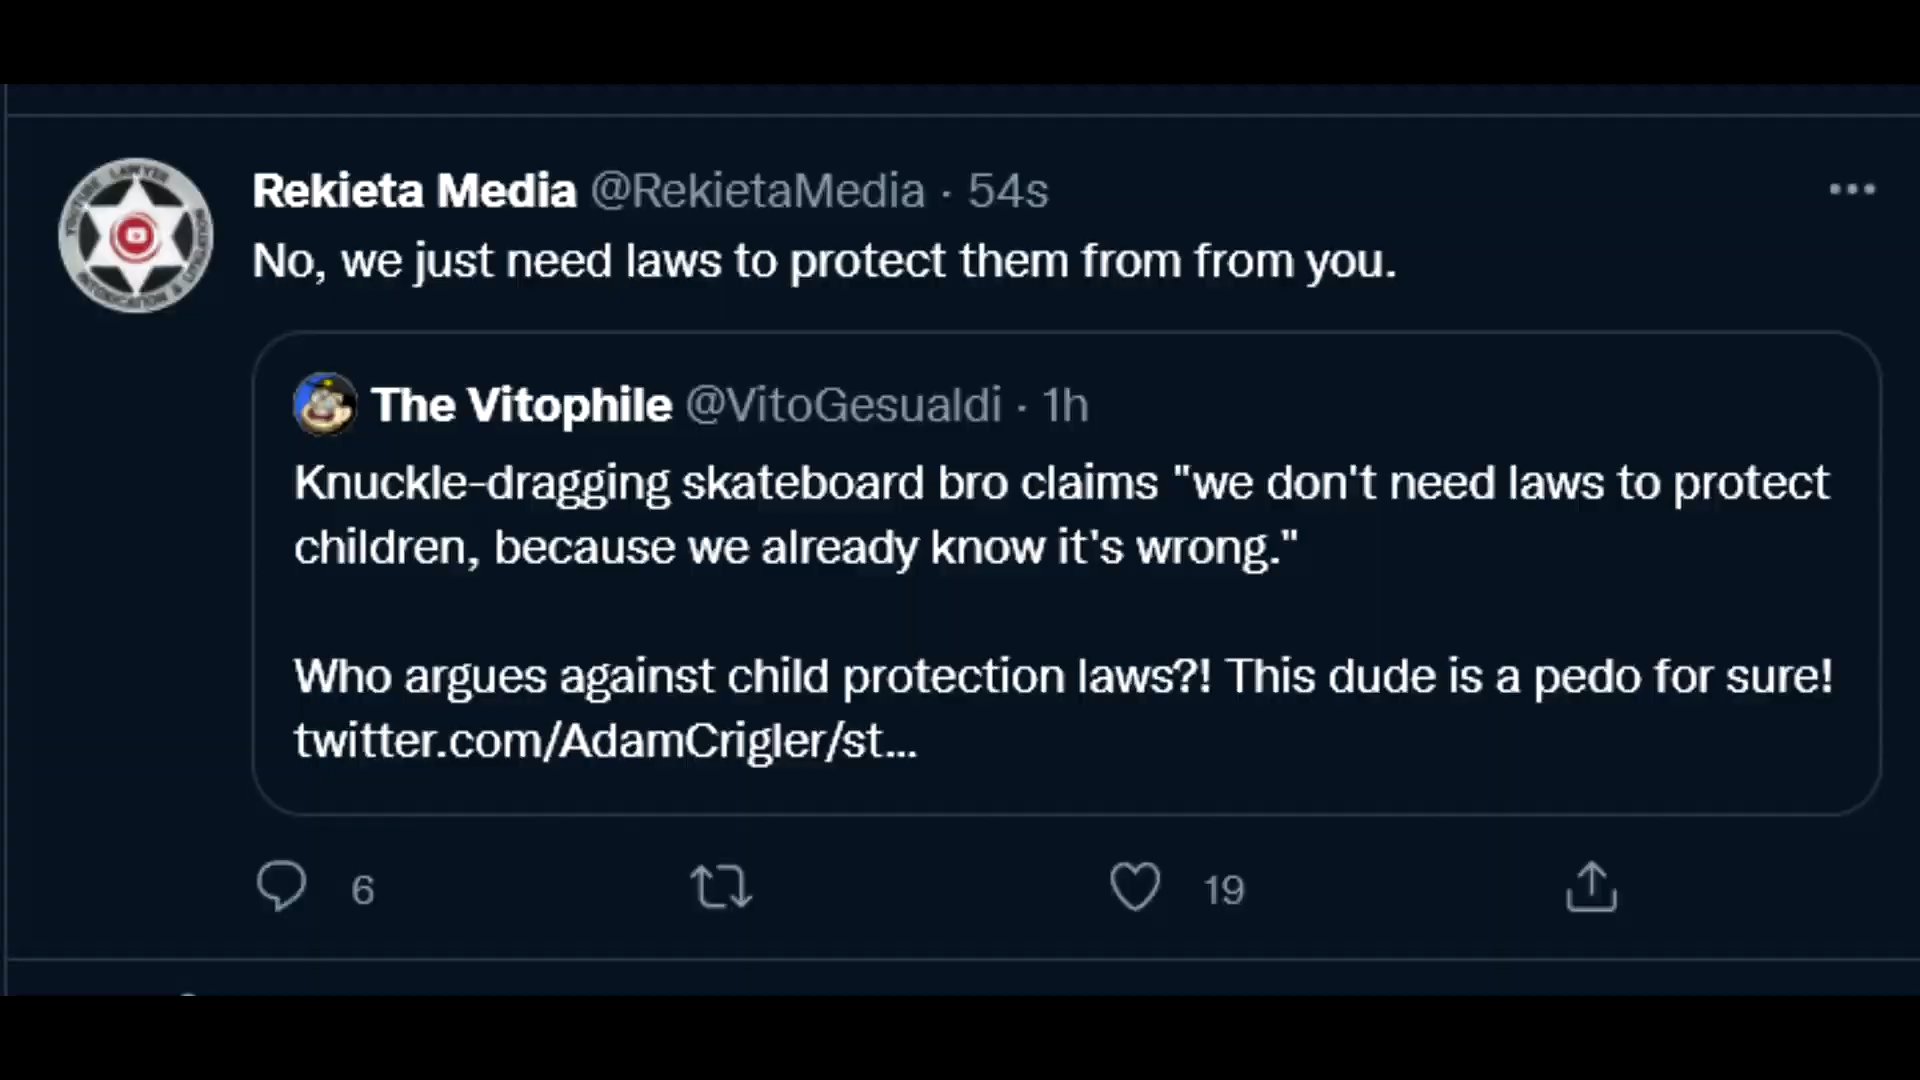 Rekieta Media @RekietaMedia · 54s
No, we just need laws to protect them from from you.
The Vitophile @VitoGesualdi · 1h
Knuckle-dragging skateboard bro claims "we don't need laws to protect
children, because we already know it's wrong."
Who argues against child protection laws?! This dude is a pedo for sure!
twitter.com/AdamCrigler/st...
6
19